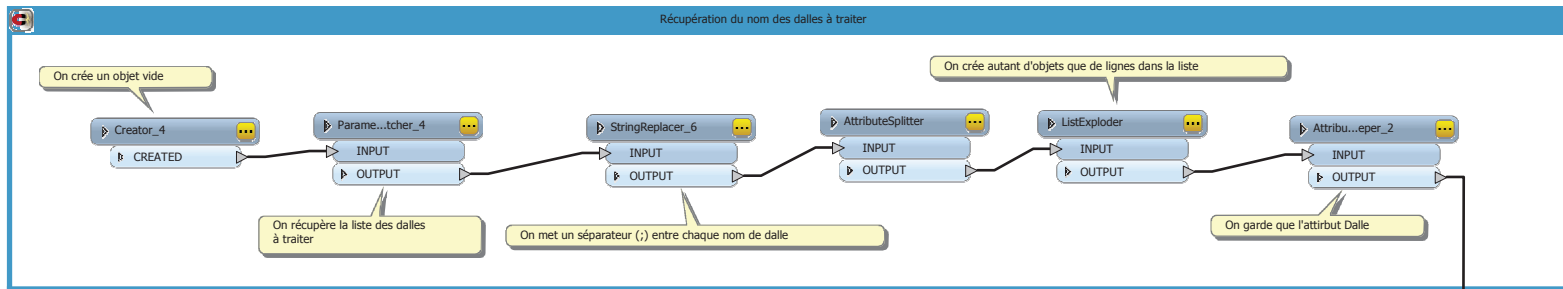 Récupération du nom des dalles à traiter
On crée un objet vide
On crée autant d'objets que de lignes dans la liste
Creator_4
CREATED
Parame...tcher_4
INPUT
OUTPUT
StringReplacer_6
INPUT
OUTPUT
AttributeSplitter
INPUT
OUTPUT
ListExploder
INPUT
OUTPUT
Attribu...eper_2
INPUT
OUTPUT
On récupère la liste des dalles
à traiter
On met un séparateur (;) entre chaque nom de dalle
On garde que l'attirbut Dalle